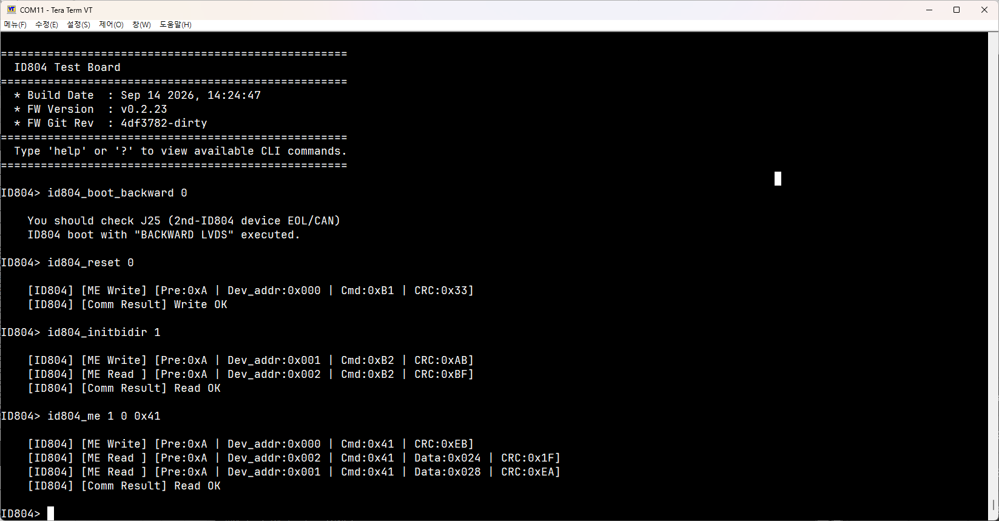 COM11 - Tera Term VT
메뉴(F) 수정(E) 설정(S) 제어(O) 창(W) 도움말(H)
====================================================
ID804 Test Board
====================================================
* Build Date : Sep 14 2026, 14:24:47
* FW Version : v0.2.23
* FW Git Rev : 4df3782-dirty
====================================================
Type 'help' or '?' to view available CLI commands.
====================================================
ID804> id804_boot_backward 0
You should check J25 (2nd-ID804 device EOL/CAN)
ID804 boot with "BACKWARD LVDS" executed.
ID804> id804_reset 0
[ID804] [ME Write] [Pre:0xA | Dev_addr:0x000 | Cmd:0xB1 | CRC:0x33]
[ID804] [Comm Result] Write OK
ID804> id804_initbidir 1
[ID804] [ME Write] [Pre:0xA | Dev_addr:0x001 | Cmd:0xB2 | CRC:0xAB]
[ID804] [ME Read ] [Pre:0xA | Dev_addr:0x002 | Cmd:0xB2 | CRC:0xBF]
[ID804] [Comm Result] Read OK
ID804> id804_me 1 0 0x41
[ID804] [ME Write] [Pre:0xA | Dev_addr:0x000 | Cmd:0x41 | CRC:0xEB]
[ID804] [ME Read ] [Pre:0xA | Dev_addr:0x002 | Cmd:0x41 | Data:0x024 | CRC:0x1F]
[ID804] [ME Read ] [Pre:0xA | Dev_addr:0x001 | Cmd:0x41 | Data:0x028 | CRC:0xEA]
[ID804] [Comm Result] Read OK
ID804>